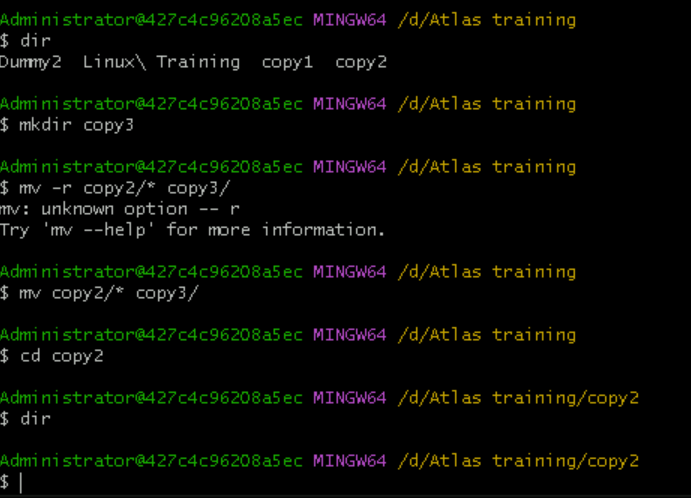 Administrator@427c4c96208a5ec MINGW64 /d/Atlas training
$ dir
Dummy2  Linux\ Training  copy1  copy2
Administrator@427c4c96208a5ec MINGW64 /d/Atlas training
$ mkdir copy3
Administrator@427c4c96208a5ec MINGW64 /d/Atlas training
$ mv -r copy2/* copy3/
mv: unknown option -- r
Try 'mv --help' for more information.
Administrator@427c4c96208a5ec MINGW64 /d/Atlas training
$ mv copy2/* copy3/
Administrator@427c4c96208a5ec MINGW64 /d/Atlas training
$ cd copy2
Administrator@427c4c96208a5ec MINGW64 /d/Atlas training/copy2
$ dir
Administrator@427c4c96208a5ec MINGW64 /d/Atlas training/copy2
$